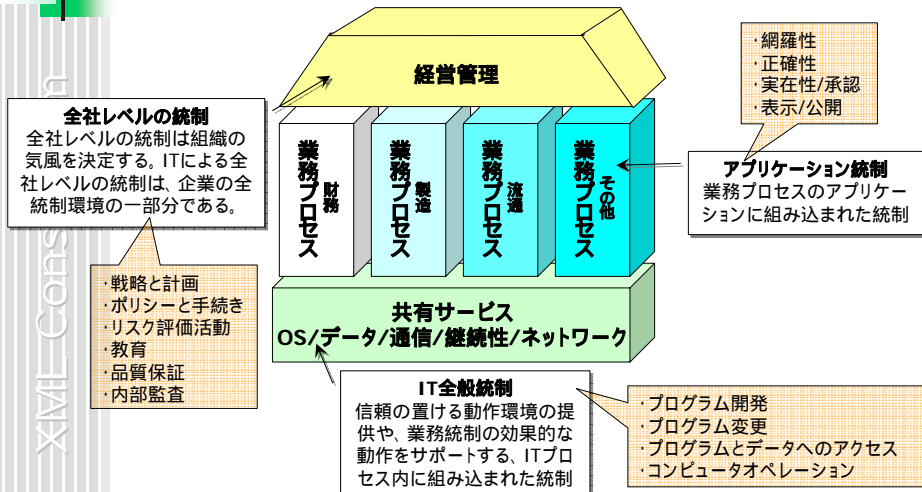 経営管理
・網羅性
・正確性
・実在性/承認
・表示/公開
全社レベルの統制
全社レベルの統制は組織の
気風を決定する。ITによる全
社レベルの統制は、企業の全
統制環境の一部分である。
業務プロセス
財務
業務プロセス
製造
業務プロセス
流通
業務プロセス
その他
アプリケーション統制
業務プロセスのアプリケー
ションに組み込まれた統制
・戦略と計画
・ポリシーと手続き
・リスク評価活動
・教育
・品質保証
・内部監査
共有サービス
OS/データ/通信/継続性/ネットワーク
IT全般統制
信頼の置ける動作環境の提
供や、業務統制の効果的な
動作をサポートする、ITプロ
セス内に組み込まれた統制
・プログラム開発
・プログラム変更
・プログラムとデータへのアクセス
・コンピュータオペレーション
XML Cons